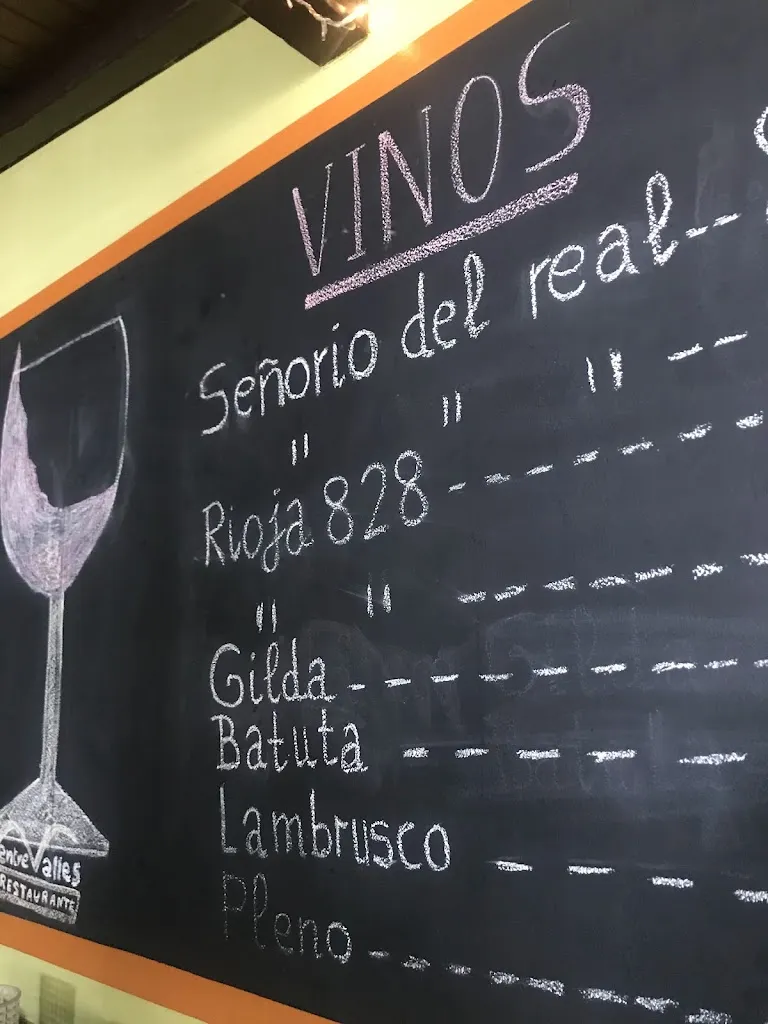 VINOS
Señorio del real--
" " " --
Rioja 828 -------
" " -------
Gilda ---------
Batuta -----
Lambrusco ----
Pleno --------
entreValles
RESTAURANTE